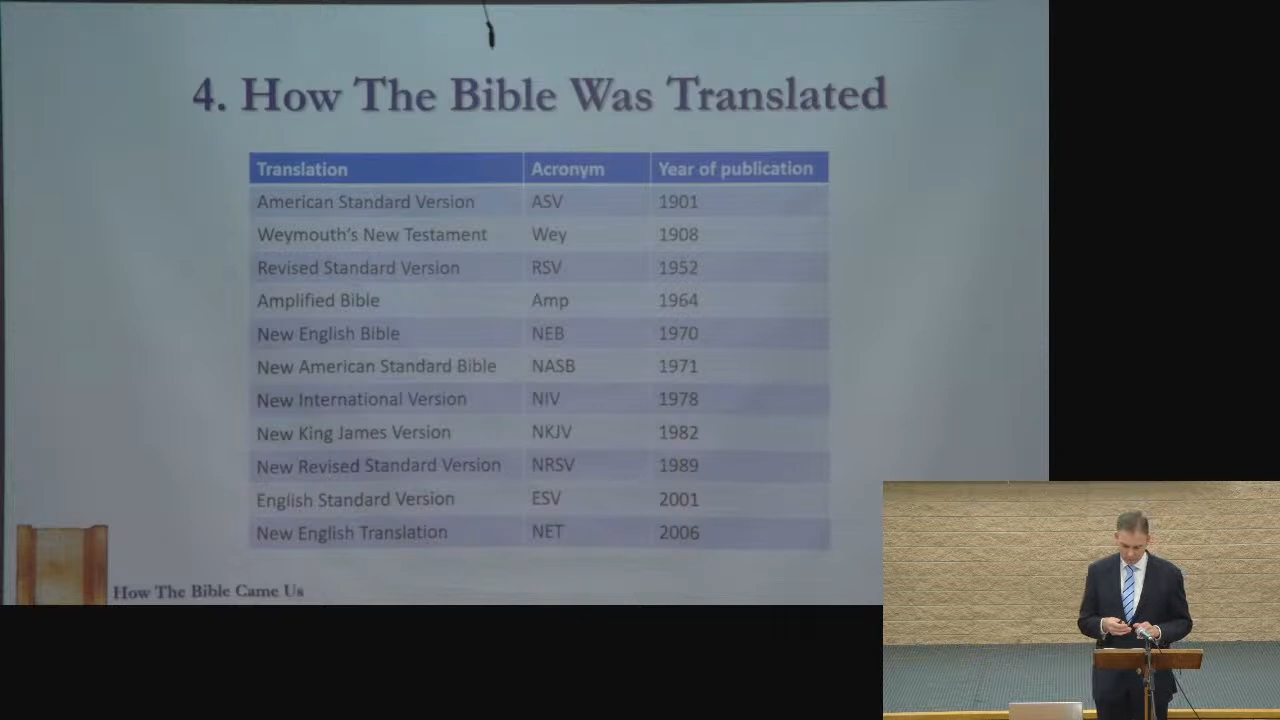 4. How The Bible Was Translated
Translation Acronym Year of publication
American Standard Version ASV 1901
Weymouth's New Testament Wey 1908
Revised Standard Version RSV 1952
Amplified Bible Amp 1964
New English Bible NEB 1970
New American Standard Bible NASB 1971
New International Version NIV 1978
New King James Version NKJV 1982
New Revised Standard Version NRSV 1989
English Standard Version ESV 2001
New English Translation NET 2006
How The Bible Came Us